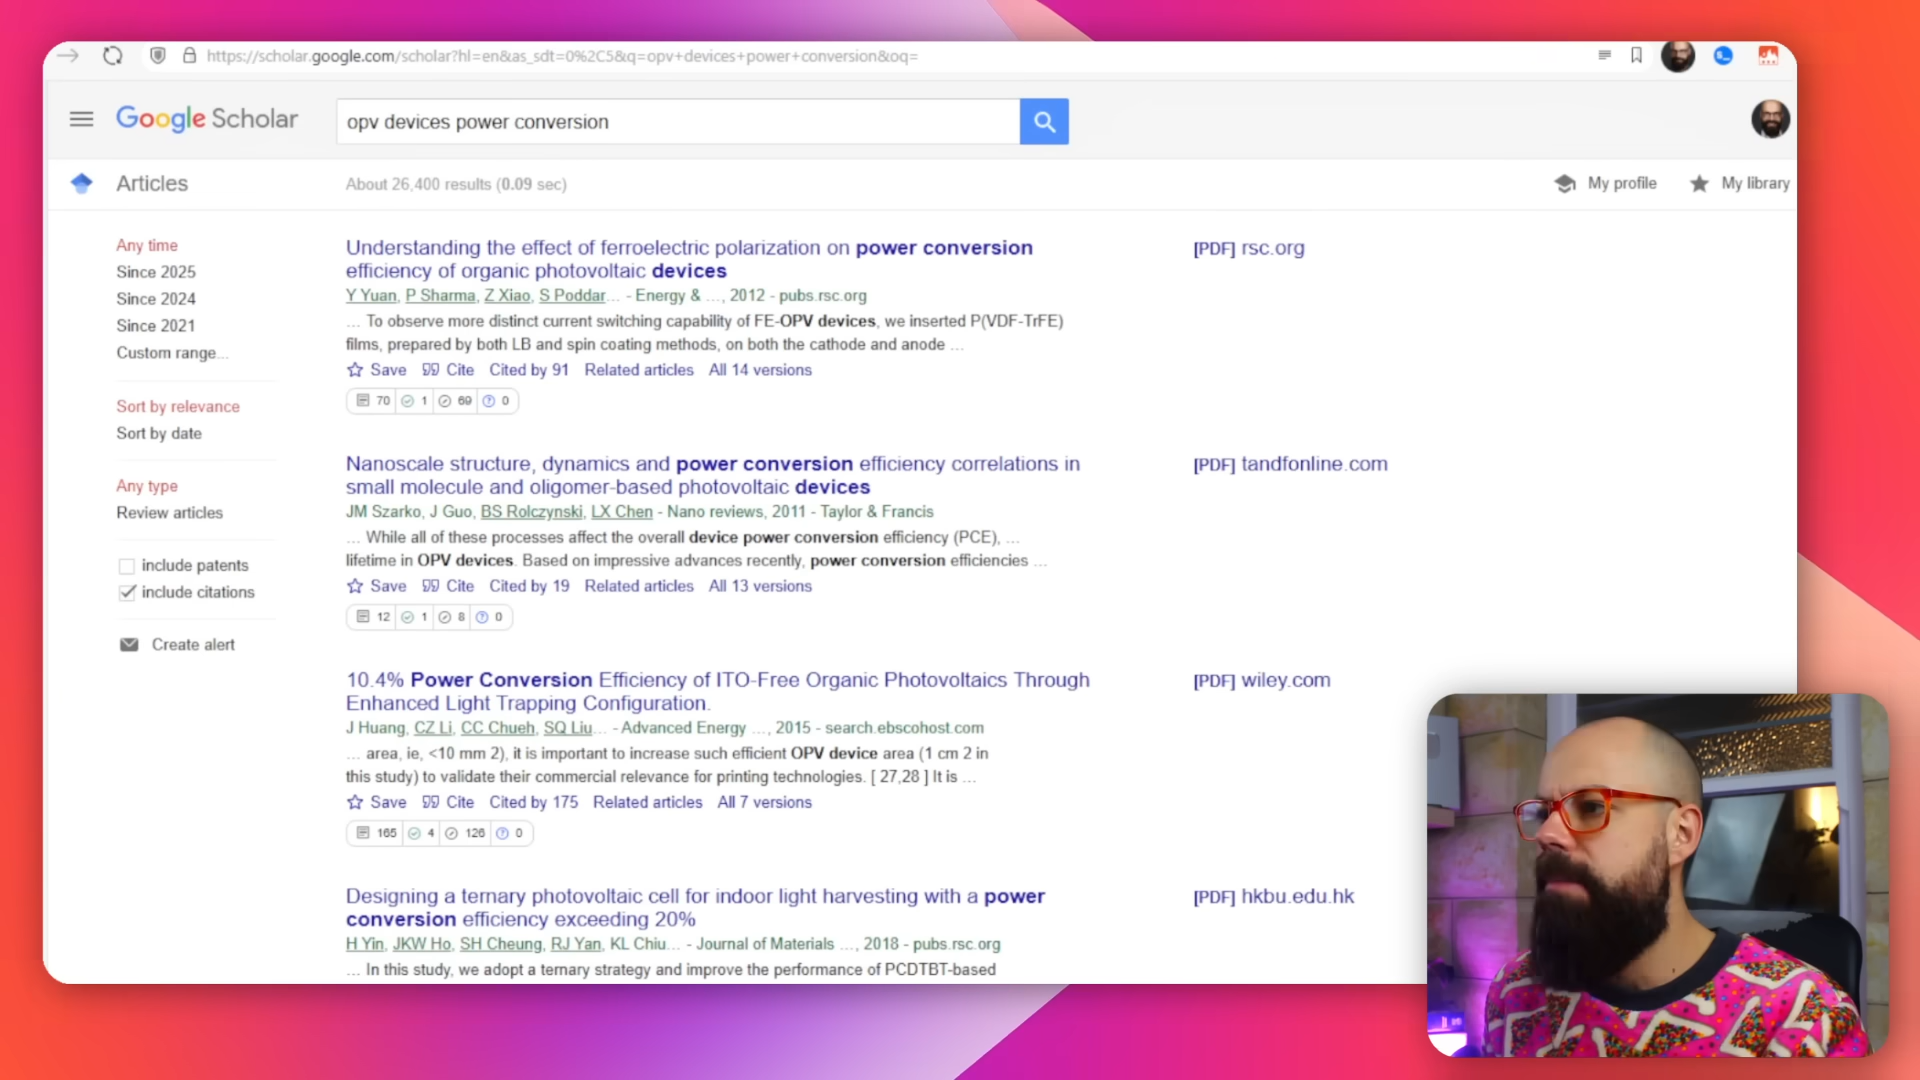 https://scholar.google.com/scholar?hl=en&as_sdt=0%2C5&q=opv+devices+power+conversion&oq=
Google Scholar
opv devices power conversion
Articles
About 26,400 results (0.09 sec)
My profile
My library
Any time
Since 2025
Since 2024
Since 2021
Custom range...
Sort by relevance
Sort by date
Any type
Review articles
include patents
include citations
Create alert
Understanding the effect of ferroelectric polarization on power conversion
efficiency of organic photovoltaic devices
[PDF] rsc.org
Y Yuan, P Sharma, Z Xiao, S Poddar… - Energy & …, 2012 - pubs.rsc.org
… To observe more distinct current switching capability of FE-OPV devices, we inserted P(VDF-TrFE)
films, prepared by both LB and spin coating methods, on both the cathode and anode …
Save Cite Cited by 91 Related articles All 14 versions
70 1 69 0
Nanoscale structure, dynamics and power conversion efficiency correlations in
small molecule and oligomer-based photovoltaic devices
[PDF] tandfonline.com
JM Szarko, J Guo, BS Rolczynski, LX Chen - Nano reviews, 2011 - Taylor & Francis
… While all of these processes affect the overall device power conversion efficiency (PCE), …
lifetime in OPV devices. Based on impressive advances recently, power conversion efficiencies …
Save Cite Cited by 19 Related articles All 13 versions
12 1 8 0
10.4% Power Conversion Efficiency of ITO-Free Organic Photovoltaics Through
Enhanced Light Trapping Configuration.
[PDF] wiley.com
J Huang, CZ Li, CC Chueh, SQ Liu… - Advanced Energy …, 2015 - search.ebscohost.com
… area, ie, <10 mm 2), it is important to increase such efficient OPV device area (1 cm 2 in
this study) to validate their commercial relevance for printing technologies. [ 27,28 ] It is …
Save Cite Cited by 175 Related articles All 7 versions
165 4 126 0
Designing a ternary photovoltaic cell for indoor light harvesting with a power
conversion efficiency exceeding 20%
[PDF] hkbu.edu.hk
H Yin, JKW Ho, SH Cheung, RJ Yan, KL Chiu… - Journal of Materials …, 2018 - pubs.rsc.org
… In this study, we adopt a ternary strategy and improve the performance of PCDTBT-based